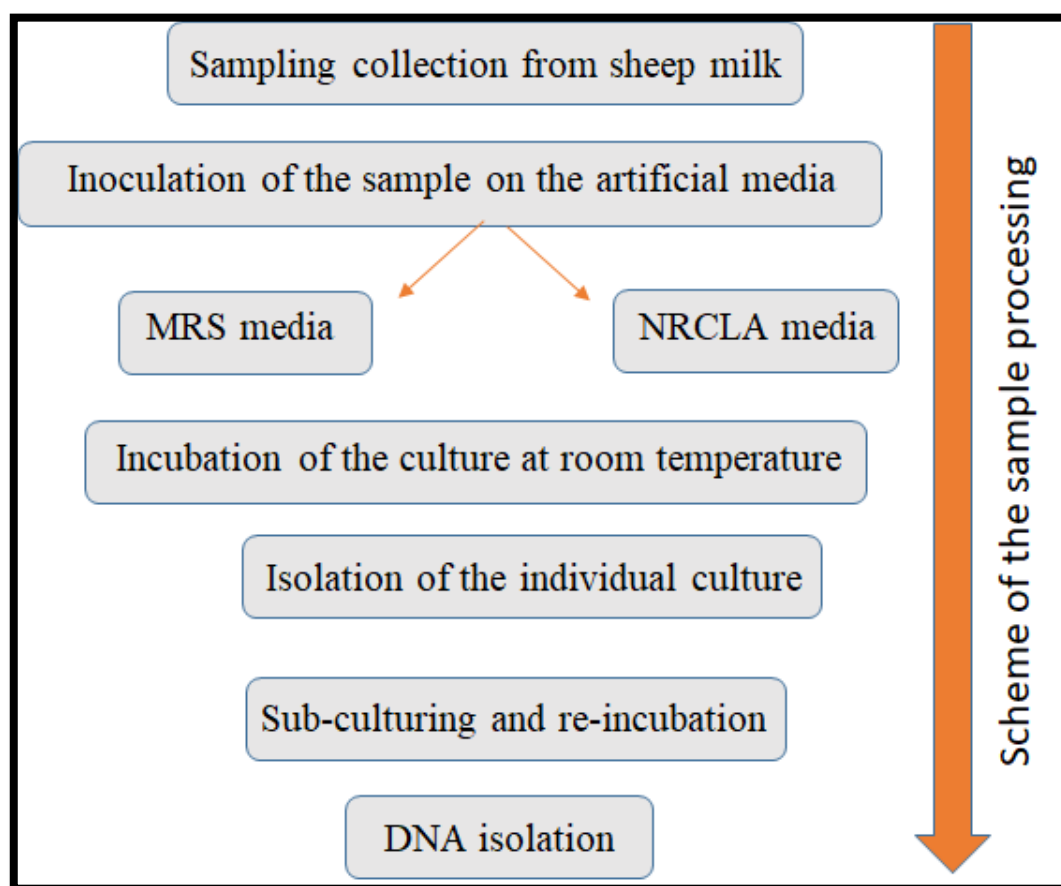 Sampling collection from sheep milk
Inoculation of the sample on the artificial media
MRS media
NRCLA media
Incubation of the culture at room temperature
Isolation of the individual culture
Sub-culturing and re-incubation
DNA isolation
Scheme of the sample processing